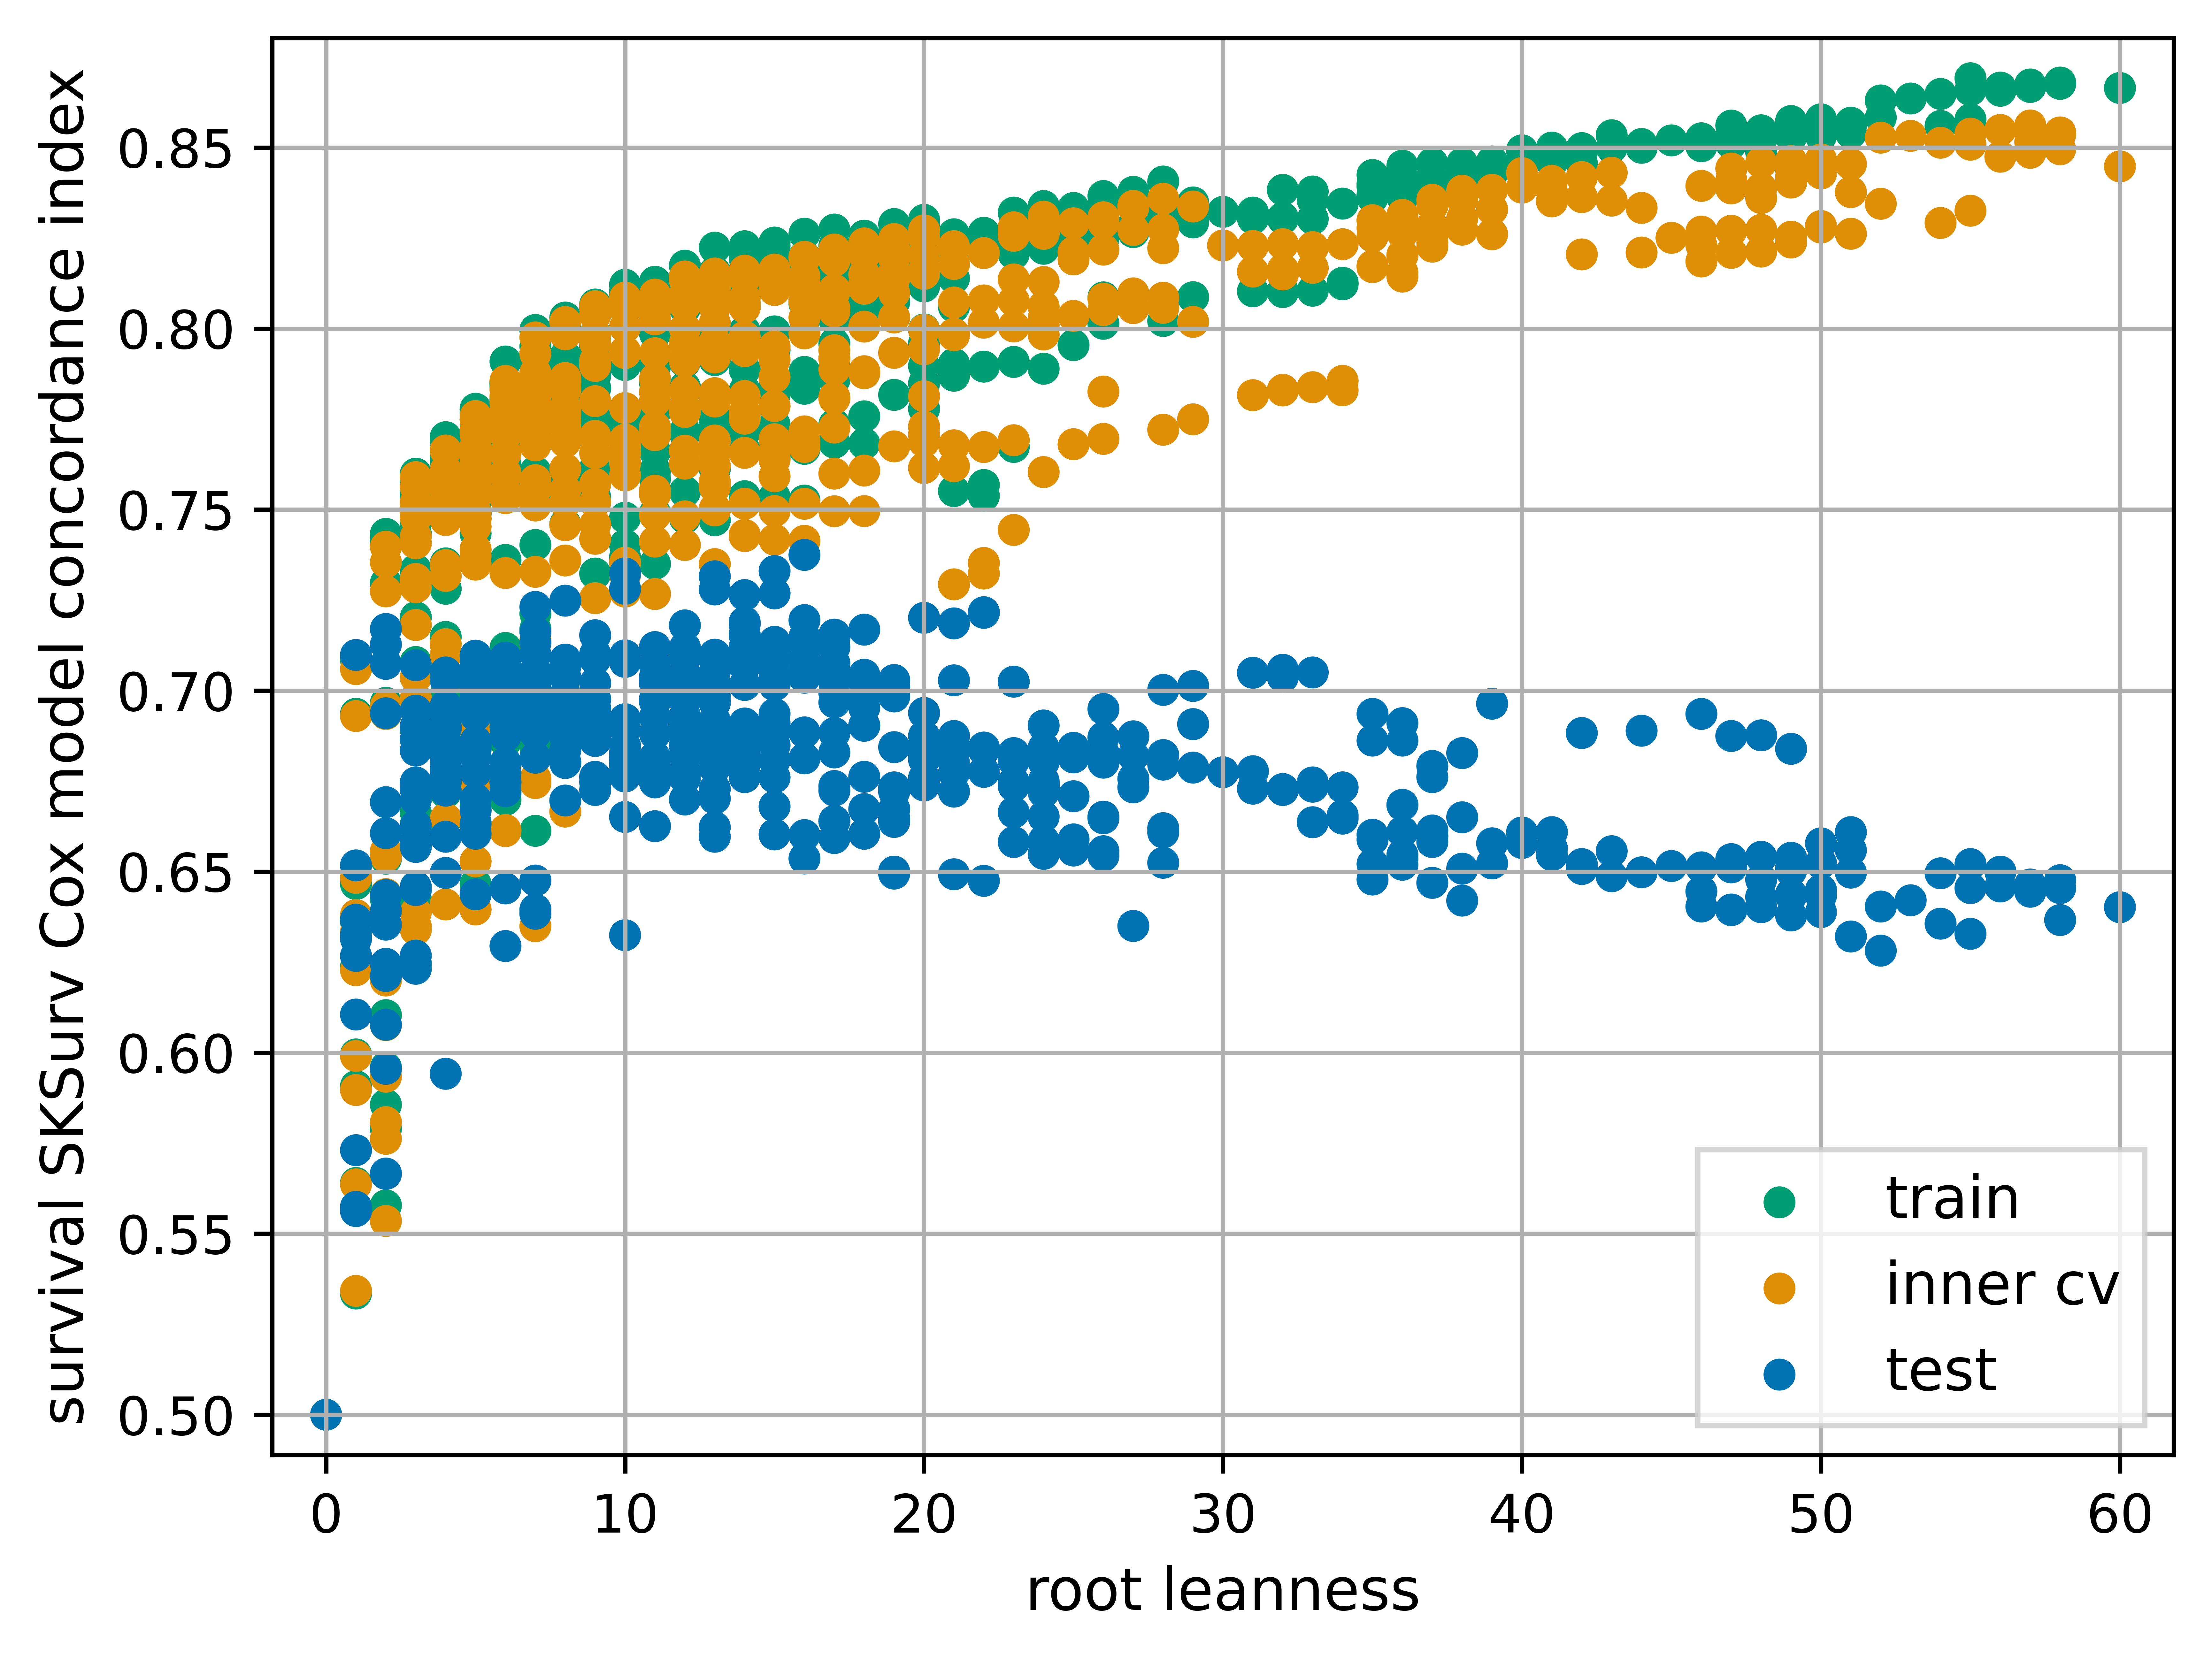 survival SKSurv Cox model concordance index
0.85
0.80
0.75
0.70
0.65
0.60
0.55
0.50
0 10 20 30 40 50 60
root leanness
train
inner cv
test